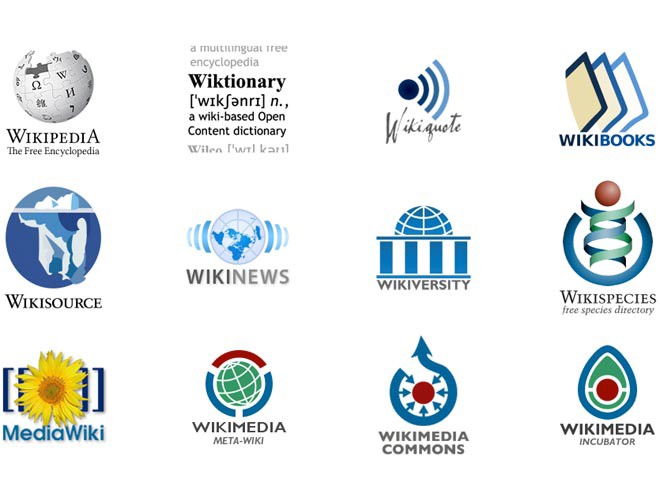 WIKIPEDIA
The Free Encyclopedia
a multilingual free
encyclopedia
Wiktionary
['wɪkʃənrɪ] n.,
a wiki-based Open
Content dictionary
Wikiquote
WIKIBOOKS
WIKISOURCE
WIKINEWS
WIKIVERSITY
WIKISPECIES
free species directory
[ ]
MediaWiki
WIKIMEDIA
META-WIKI
WIKIMEDIA
COMMONS
WIKIMEDIA
INCUBATOR